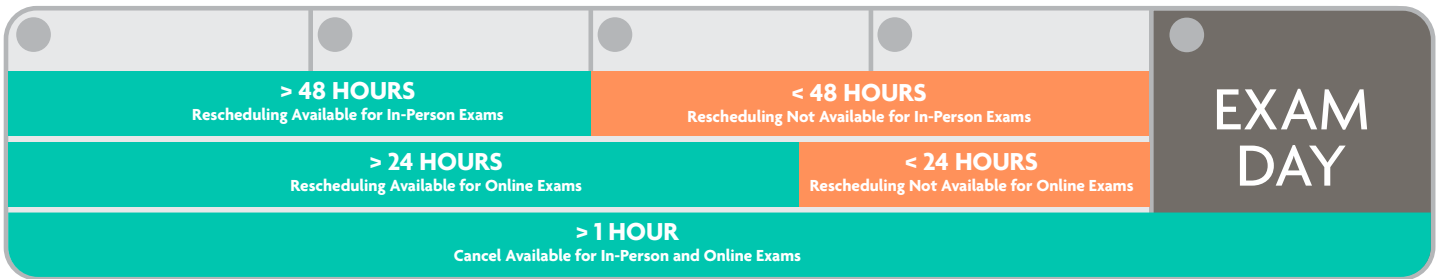 > 48 HOURS
Rescheduling Available for In-Person Exams
< 48 HOURS
Rescheduling Not Available for In-Person Exams
EXAM
DAY
> 24 HOURS
Rescheduling Available for Online Exams
< 24 HOURS
Rescheduling Not Available for Online Exams
> 1 HOUR
Cancel Available for In-Person and Online Exams